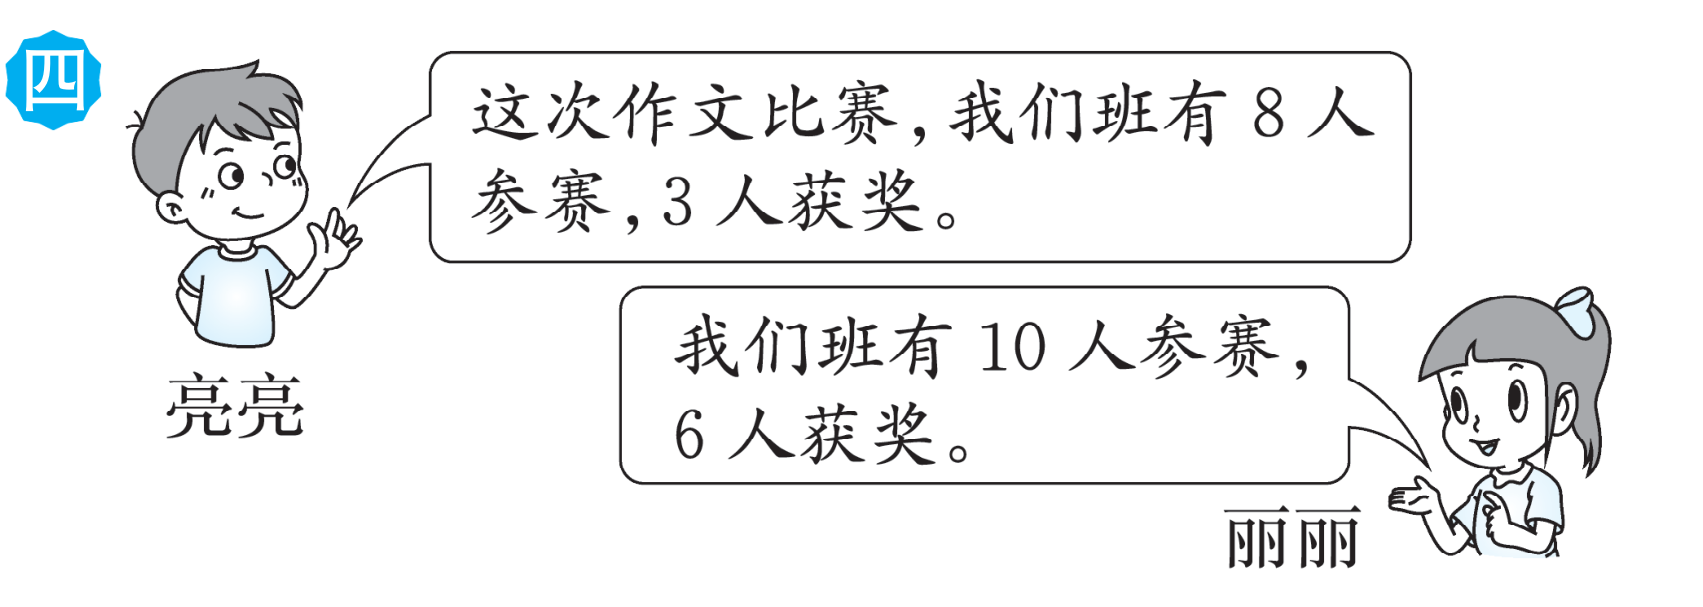 四
这次作文比赛,我们班有 8 人
参赛,3 人获奖。
亮亮
我们班有 10 人参赛,
6 人获奖。
丽丽